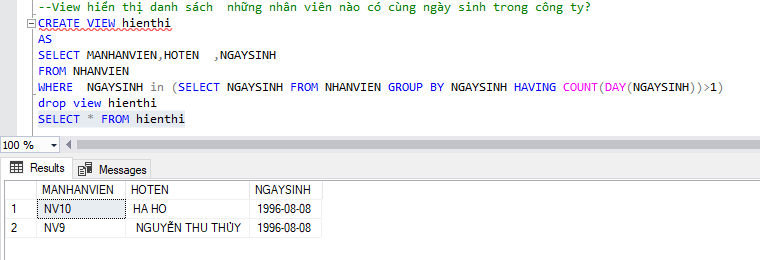 --View hiển thị danh sách  những nhân viên nào có cùng ngày sinh trong công ty?
CREATE VIEW hienthi
AS
SELECT MANHANVIEN,HOTEN  ,NGAYSINH
FROM NHANVIEN
WHERE  NGAYSINH in (SELECT NGAYSINH FROM NHANVIEN GROUP BY NGAYSINH HAVING COUNT(DAY(NGAYSINH))>1)
drop view hienthi
SELECT * FROM hienthi
100 %
Results Messages
MANHANVIEN HOTEN NGAYSINH
1 NV10 HA HO 1996-08-08
2 NV9 NGUYỄN THU THỦY 1996-08-08